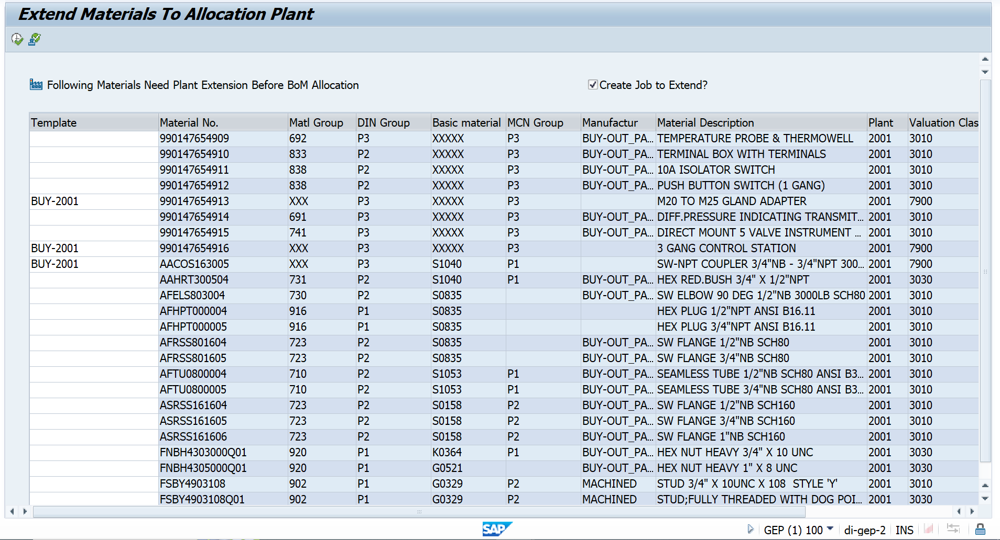 Extend Materials To Allocation Plant
Following Materials Need Plant Extension Before BoM Allocation Create Job to Extend?
Template Material No. Matl Group DIN Group Basic material MCN Group Manufactur Material Description Plant Valuation Clas
990147654909 692 P3 XXXXX P3 BUY-OUT_PA... TEMPERATURE PROBE & THERMOWELL 2001 3010
990147654910 833 P2 XXXXX P3 BUY-OUT_PA... TERMINAL BOX WITH TERMINALS 2001 3010
990147654911 838 P2 XXXXX P3 BUY-OUT_PA... 10A ISOLATOR SWITCH 2001 3010
990147654912 838 P2 XXXXX P3 BUY-OUT_PA... PUSH BUTTON SWITCH (1 GANG) 2001 3010
BUY-2001 990147654913 XXX P3 XXXXX P3 M20 TO M25 GLAND ADAPTER 2001 7900
990147654914 691 P3 XXXXX P3 BUY-OUT_PA... DIFF.PRESSURE INDICATING TRANSMIT... 2001 3010
990147654915 741 P3 XXXXX P3 BUY-OUT_PA... DIRECT MOUNT 5 VALVE INSTRUMENT ... 2001 3010
BUY-2001 990147654916 XXX P3 XXXXX P3 3 GANG CONTROL STATION 2001 7900
BUY-2001 AACOS163005 XXX P3 S1040 P1 SW-NPT COUPLER 3/4"NB - 3/4"NPT 300... 2001 7900
AAHRT300504 731 P2 S1040 P1 BUY-OUT_PA... HEX RED.BUSH 3/4" X 1/2"NPT 2001 3030
AFELS803004 730 P2 S0835 BUY-OUT_PA... SW ELBOW 90 DEG 1/2"NB 3000LB SCH80 2001 3010
AFHPT000004 916 P1 S0835 HEX PLUG 1/2"NPT ANSI B16.11 2001 3010
AFHPT000005 916 P1 S0835 HEX PLUG 3/4"NPT ANSI B16.11 2001 3010
AFRSS801604 723 P2 S0835 BUY-OUT_PA... SW FLANGE 1/2"NB SCH80 2001 3010
AFRSS801605 723 P2 S0835 BUY-OUT_PA... SW FLANGE 3/4"NB SCH80 2001 3010
AFTU0800004 710 P2 S1053 P1 BUY-OUT_PA... SEAMLESS TUBE 1/2"NB SCH80 ANSI B3... 2001 3010
AFTU0800005 710 P2 S1053 P1 BUY-OUT_PA... SEAMLESS TUBE 3/4"NB SCH80 ANSI B3... 2001 3010
ASRSS161604 723 P2 S0158 P2 BUY-OUT_PA... SW FLANGE 1/2"NB SCH160 2001 3010
ASRSS161605 723 P2 S0158 P2 BUY-OUT_PA... SW FLANGE 3/4"NB SCH160 2001 3010
ASRSS161606 723 P2 S0158 P2 BUY-OUT_PA... SW FLANGE 1"NB SCH160 2001 3010
FNBH4303000Q01 920 P1 K0364 P1 BUY-OUT_PA... HEX NUT HEAVY 3/4" X 10 UNC 2001 3030
FNBH4305000Q01 920 P1 G0521 BUY-OUT_PA... HEX NUT HEAVY 1" X 8 UNC 2001 3030
FSBY4903108 902 P1 G0329 P2 MACHINED STUD 3/4" X 10UNC X 108 STYLE 'Y' 2001 3010
FSBY4903108Q01 902 P1 G0329 P2 MACHINED STUD;FULLY THREADED WITH DOG POI... 2001 3030
SAP GEP (1) 100 di-gep-2 INS